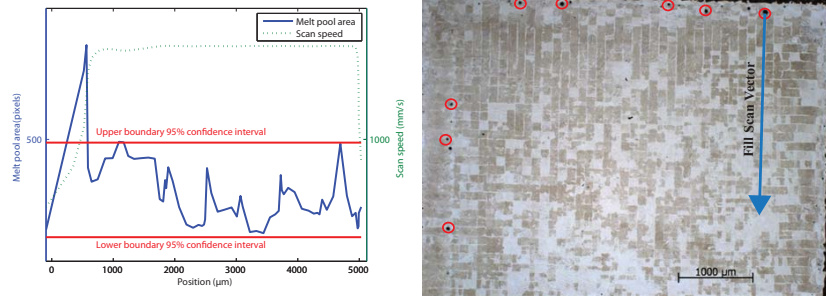 Melt pool area
Scan speed
Melt pool area(pixels)
500
Upper boundary 95% confidence interval
Lower boundary 95% confidence interval
1000
Scan speed (mm/s)
0
1000
2000
3000
4000
5000
Position (µm)
Fill Scan Vector
1000 µm